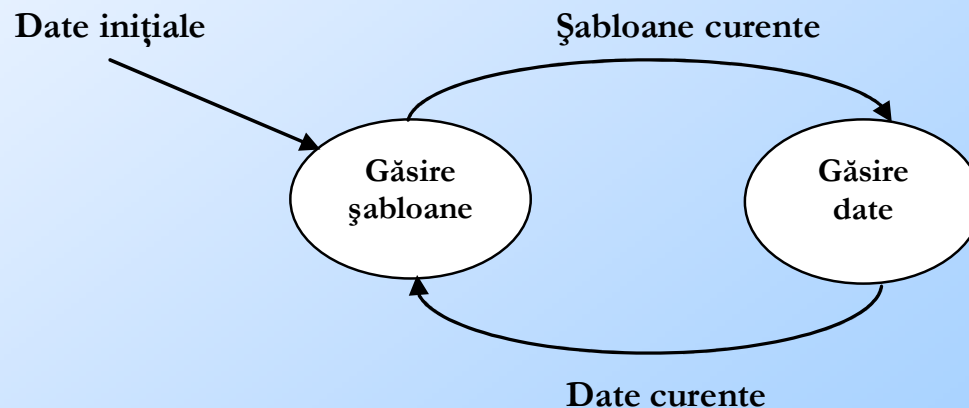 Date iniţiale
Şabloane curente
Găsire
şabloane
Găsire
date
Date curente